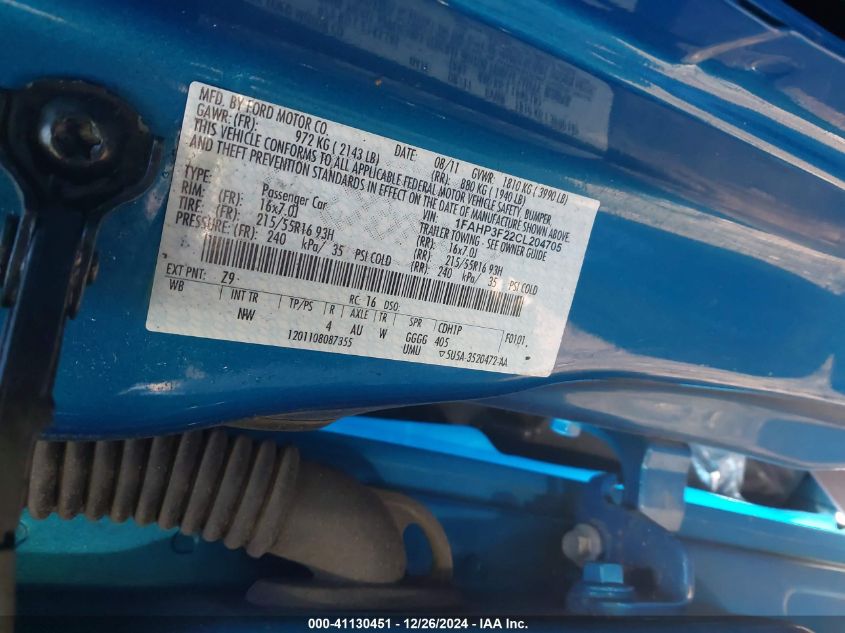 MFD. BY FORD MOTOR CO.
DATE: 08/11 GVWR: 1810 KG ( 3990 LB)
GAWR: (FR): 972 KG ( 2143 LB) (RR): 880 KG ( 1940 LB)
THIS VEHICLE CONFORMS TO ALL APPLICABLE FEDERAL MOTOR VEHICLE SAFETY, BUMPER,
AND THEFT PREVENTION STANDARDS IN EFFECT ON THE DATE OF MANUFACTURE SHOWN ABOVE.
VIN: 1FAHP3F22CL204705
TYPE: Passenger Car TRAILER TOWING - SEE OWNER GUIDE
RIM: (FR): 16x7.0J (RR): 16x7.0J
TIRE: (FR): 215/55R16 93H (RR): 215/55R16 93H
PRESSURE: (FR): 240 kPa/ 35 PSI COLD (RR): 240 kPa/ 35 PSI COLD
EXT PNT: Z9 RC: 16 DSO:
WB INT TR TP/PS R AXLE TR SPR CDH1P F0101
NW 4 AU W GGGG 405
1201108087355 UMU ▽5U5A-3520472-AA
000-41130451 - 12/26/2024 - IAA Inc.